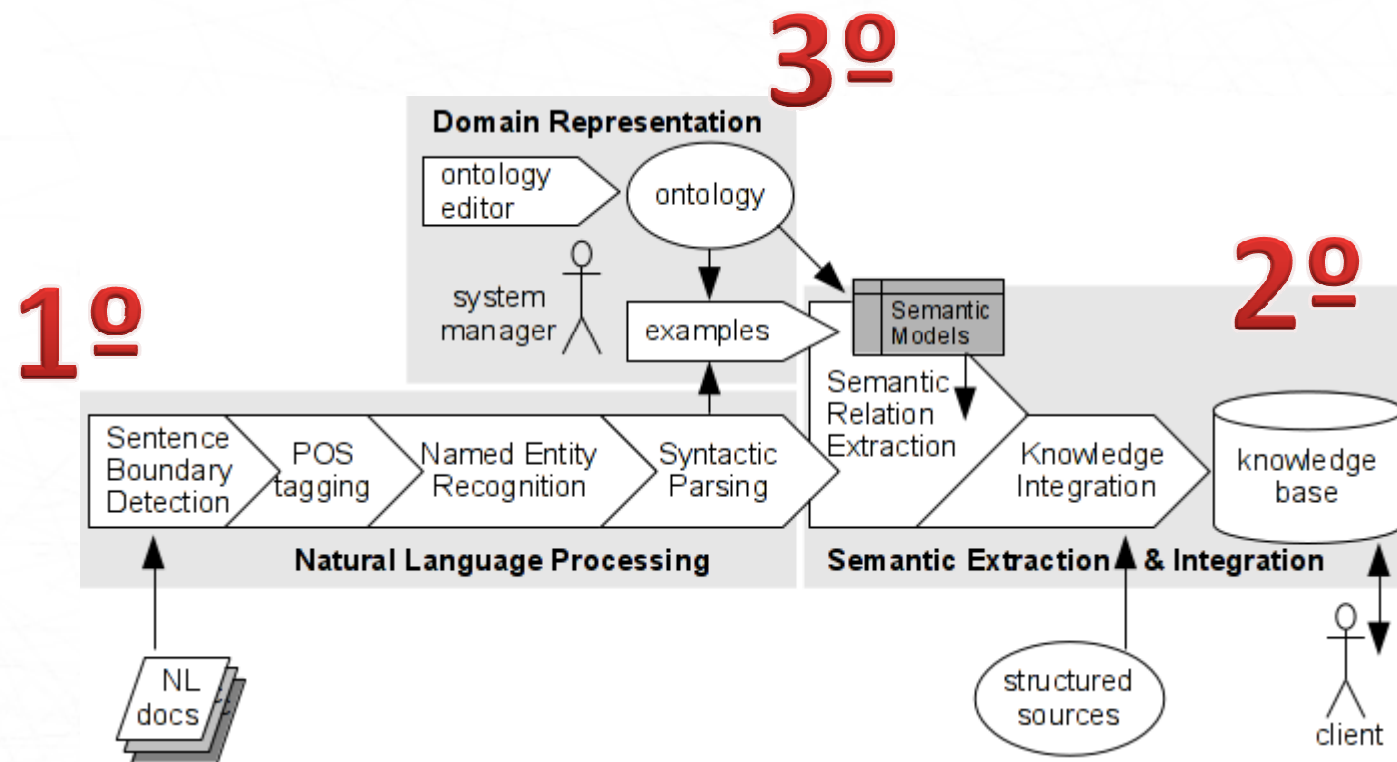 3º
Domain Representation
ontology
editor
ontology
system
manager
examples
1º
2º
Semantic
Models
Semantic
Relation
Extraction
Sentence
Boundary
Detection
POS
tagging
Named Entity
Recognition
Syntactic
Parsing
Knowledge
Integration
knowledge
base
Natural Language Processing
Semantic Extraction & Integration
NL
docs
structured
sources
client